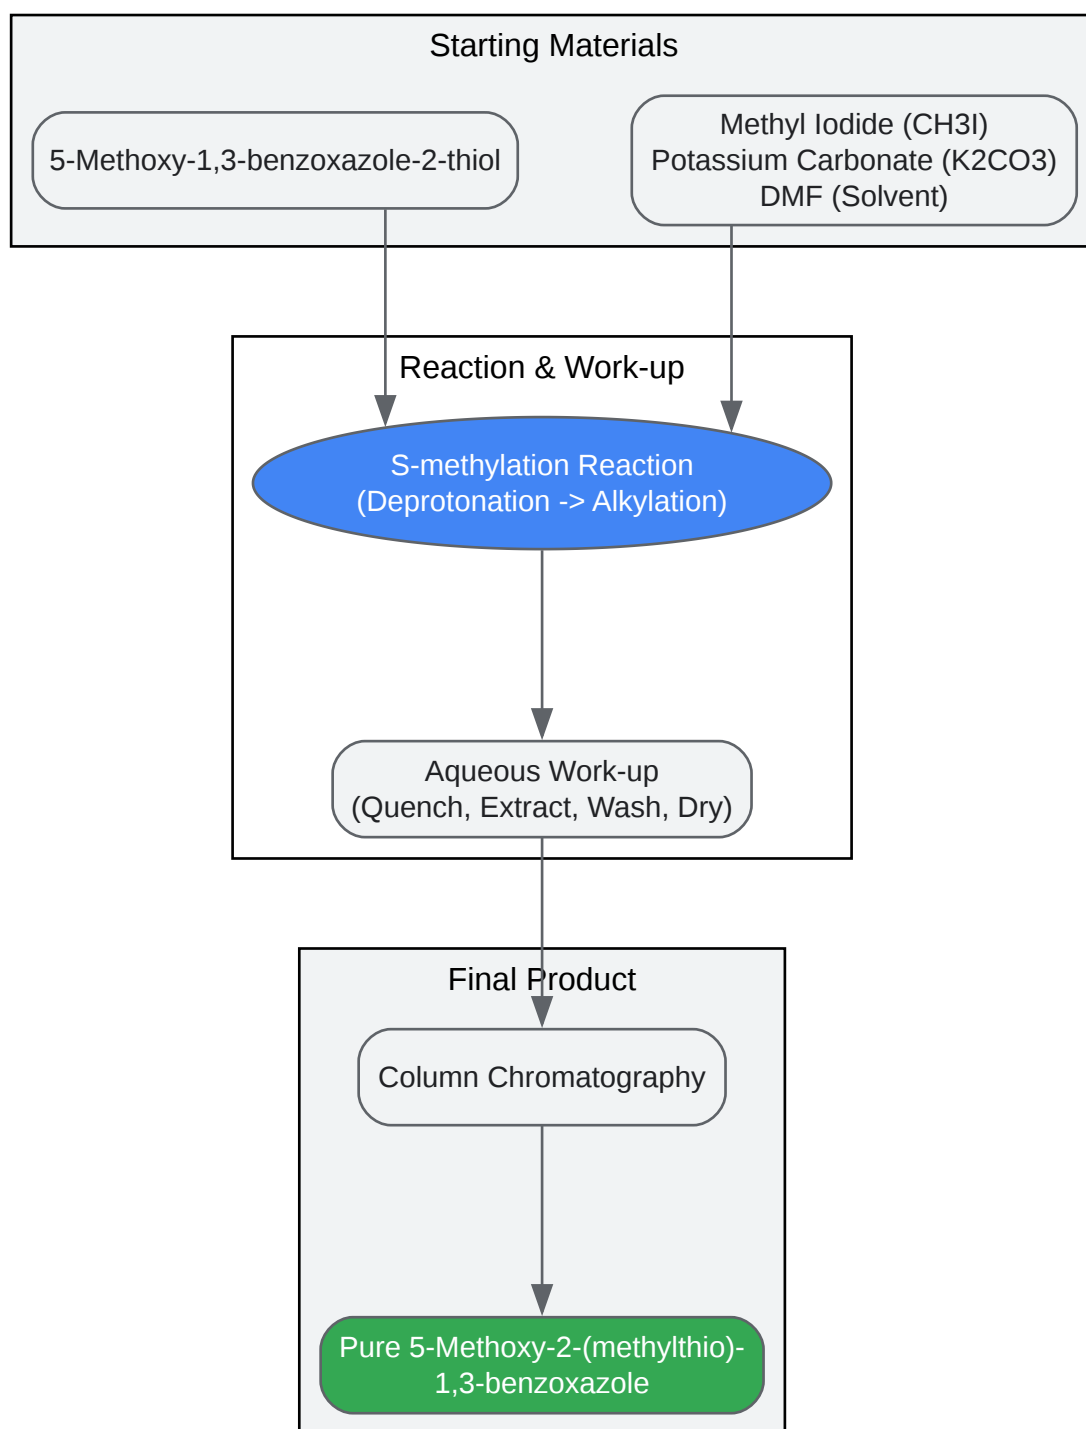 Starting Materials
5-Methoxy-1,3-benzoxazole-2-thiol
Methyl Iodide (CH3I)
Potassium Carbonate (K2CO3)
DMF (Solvent)
Reaction & Work-up
S-methylation Reaction
(Deprotonation -> Alkylation)
Aqueous Work-up
(Quench, Extract, Wash, Dry)
Final Product
Column Chromatography
Pure 5-Methoxy-2-(methylthio)-
1,3-benzoxazole